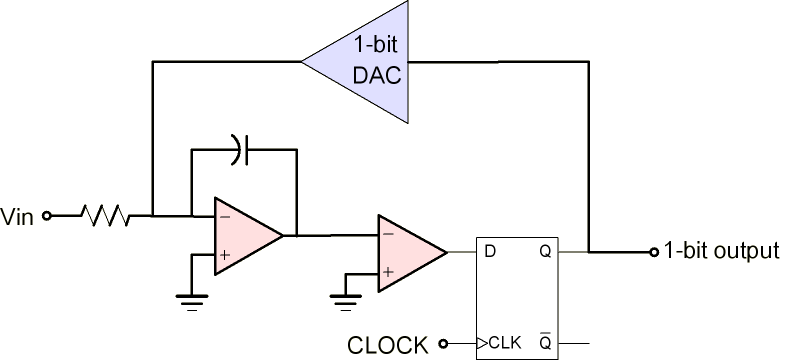 1-bit
DAC
Vin
−
+
−
+
D
Q
1-bit output
CLOCK
CLK
Q̅